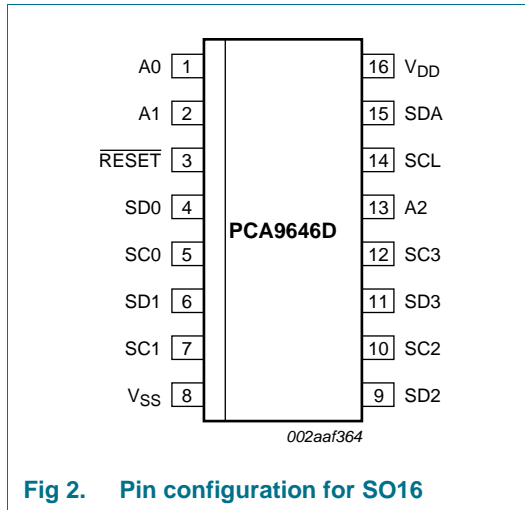 A0 1 16 VDD
A1 2 15 SDA
RESET 3 14 SCL
SD0 4 13 A2
PCA9646D
SC0 5 12 SC3
SD1 6 11 SD3
SC1 7 10 SC2
VSS 8 9 SD2
002aaf364
Fig 2. Pin configuration for SO16